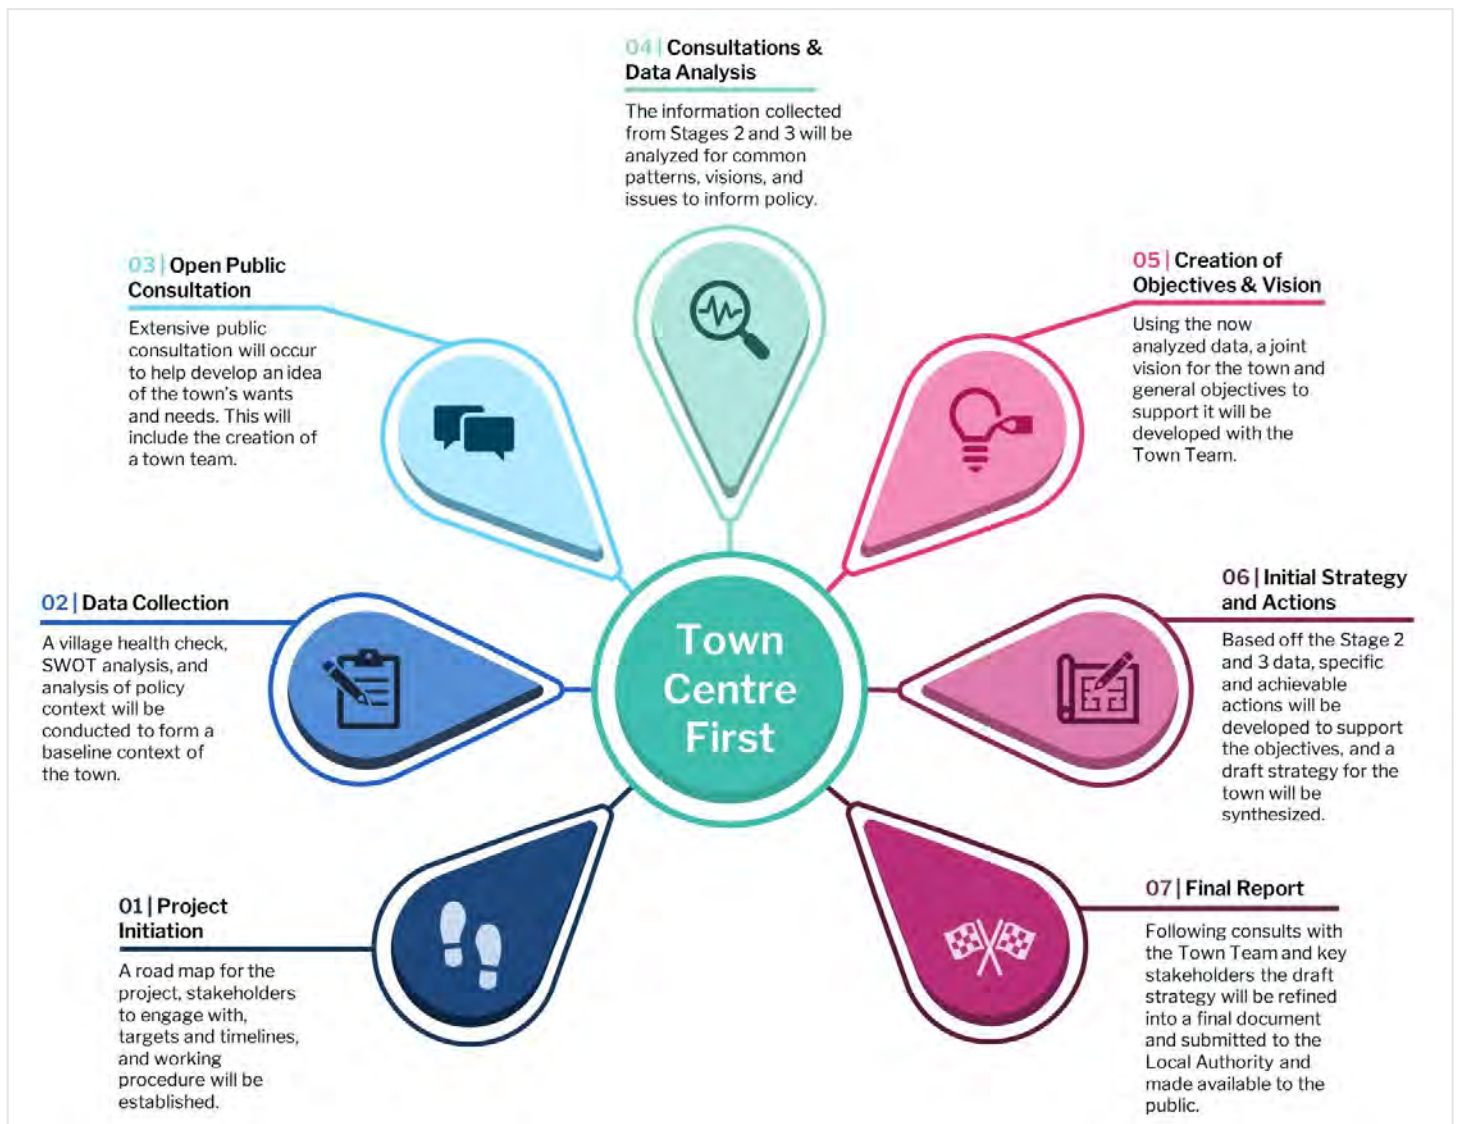 04| Consultations &
Data Analysis
The information collected
from Stages 2 and 3 will be
analyzed for common
patterns, visions, and
issues to inform policy.
03| Open Public
Consultation
Extensive public
consultation will occur
to help develop an idea
of the town's wants
and needs. This will
include the creation of
a town team.
05| Creation of
Objectives & Vision
Using the now
analyzed data, a joint
vision for the town and
general objectives to
support it will be
developed with the
Town Team.
02| Data Collection
A village health check,
SWOT analysis, and
analysis of policy
context will be
conducted to form a
baseline context of
the town.
Town
Centre
First
06| Initial Strategy
and Actions
Based off the Stage 2
and 3 data, specific
and achievable
actions will be
developed to support
the objectives, and a
draft strategy for the
town will be
synthesized.
01| Project
Initiation
A road map for the
project, stakeholders
to engage with,
targets and timelines,
and working
procedure will be
established.
07| Final Report
Following consults with
the Town Team and key
stakeholders the draft
strategy will be refined
into a final document
and submitted to the
Local Authority and
made available to the
public.